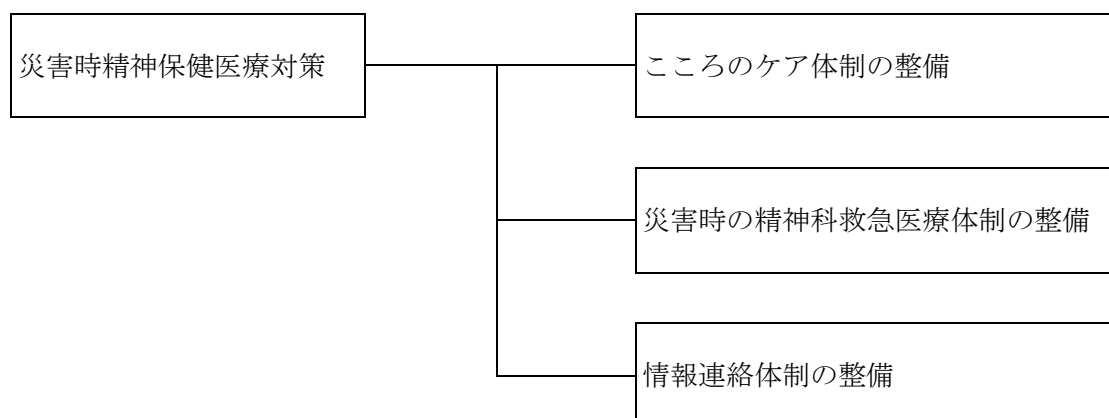 災害時精神保健医療対策
こころのケア体制の整備
災害時の精神科救急医療体制の整備
情報連絡体制の整備